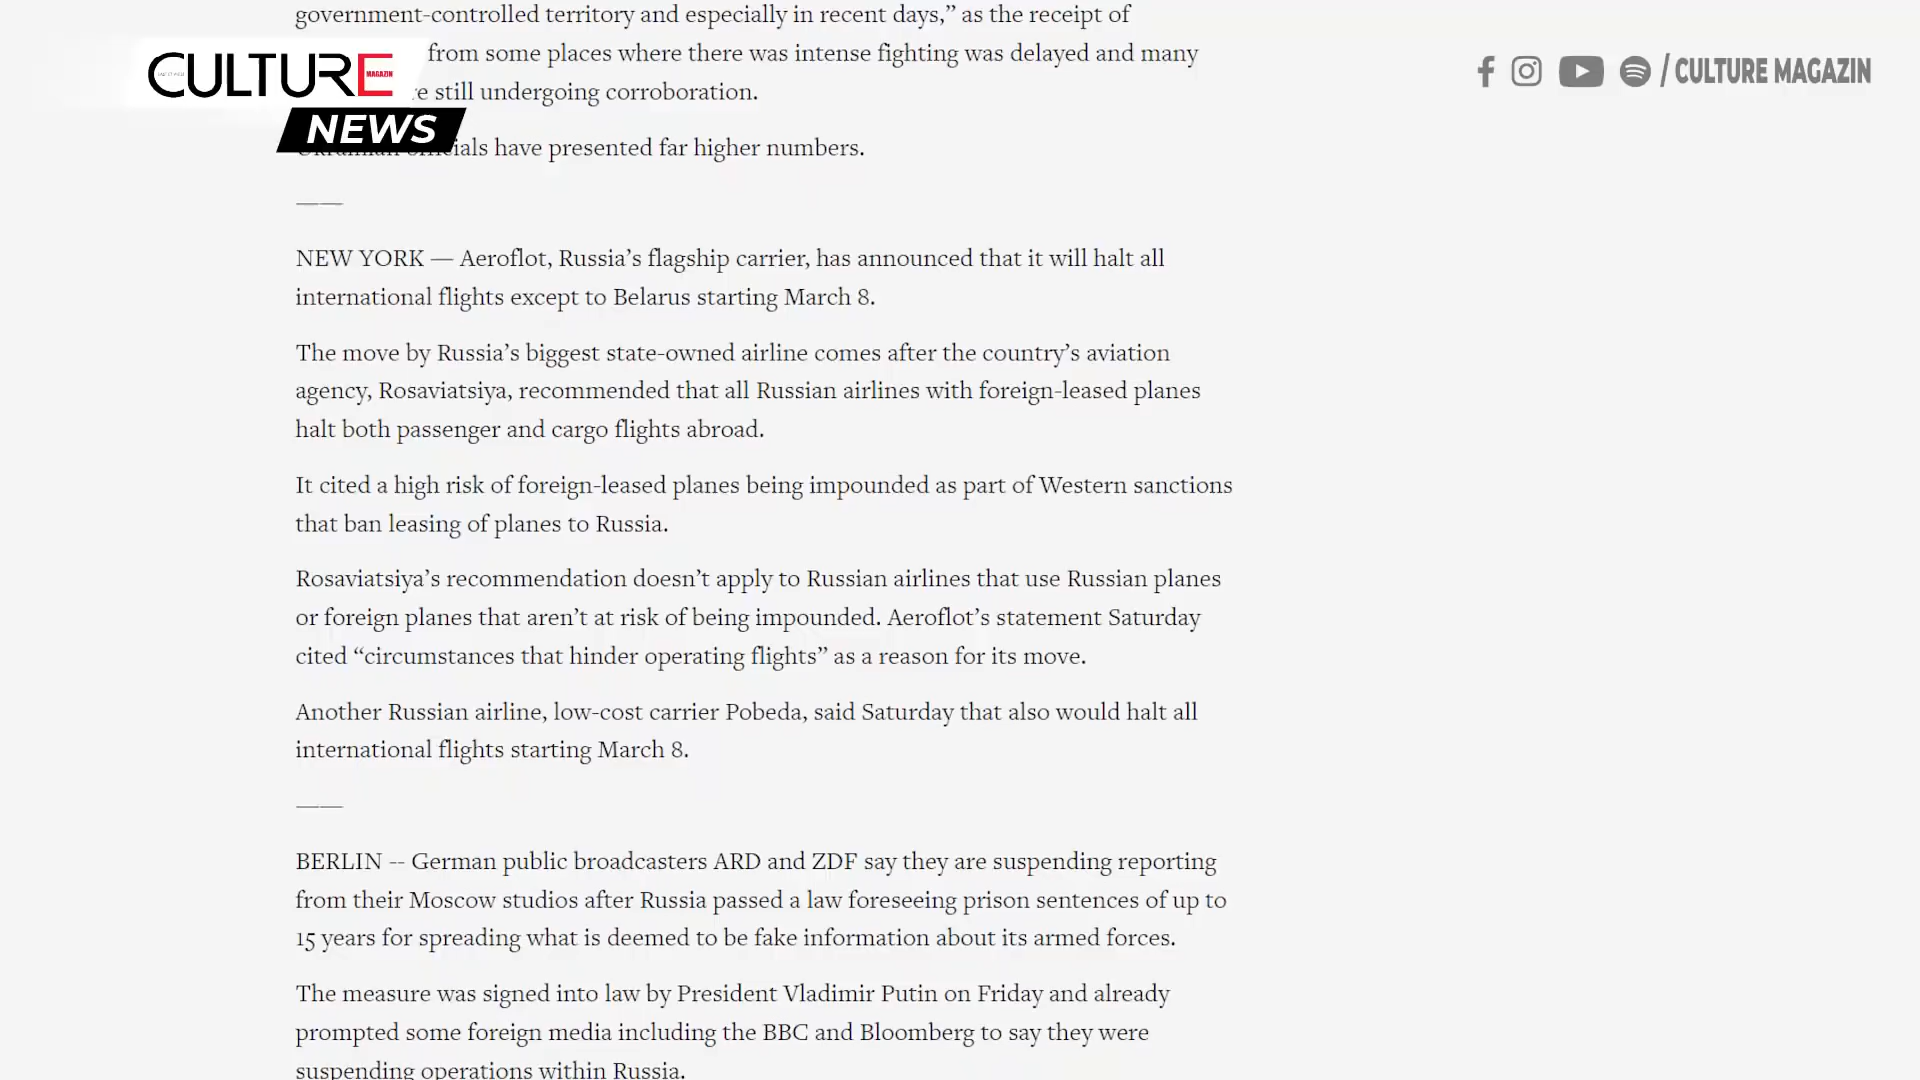 government-controlled territory and especially in recent days,” as the receipt of
from some places where there was intense fighting was delayed and many
still undergoing corroboration.
have presented far higher numbers.
——
NEW YORK — Aeroflot, Russia’s flagship carrier, has announced that it will halt all
international flights except to Belarus starting March 8.
The move by Russia’s biggest state-owned airline comes after the country’s aviation
agency, Rosaviatsiya, recommended that all Russian airlines with foreign-leased planes
halt both passenger and cargo flights abroad.
It cited a high risk of foreign-leased planes being impounded as part of Western sanctions
that ban leasing of planes to Russia.
Rosaviatsiya’s recommendation doesn’t apply to Russian airlines that use Russian planes
or foreign planes that aren’t at risk of being impounded. Aeroflot’s statement Saturday
cited “circumstances that hinder operating flights” as a reason for its move.
Another Russian airline, low-cost carrier Pobeda, said Saturday that also would halt all
international flights starting March 8.
——
BERLIN -- German public broadcasters ARD and ZDF say they are suspending reporting
from their Moscow studios after Russia passed a law foreseeing prison sentences of up to
15 years for spreading what is deemed to be fake information about its armed forces.
The measure was signed into law by President Vladimir Putin on Friday and already
prompted some foreign media including the BBC and Bloomberg to say they were
suspending operations within Russia.
CULTURE
MAGAZIN
NEWS
/ CULTURE MAGAZIN